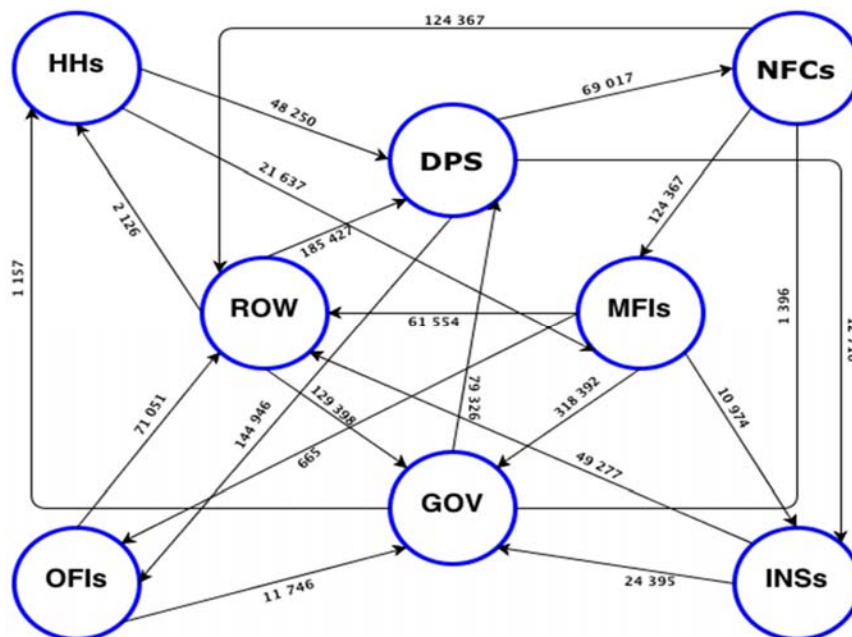 124 367
HHs
NFCs
69 017
48 250
DPS
21 637
124 367
2 126
185 427
1 157
ROW
MFIs
61 554
1 396
79 326
318 392
129 398
10 974
71 051
144 946
665
49 277
GOV
OFIs
11 746
24 395
INSs